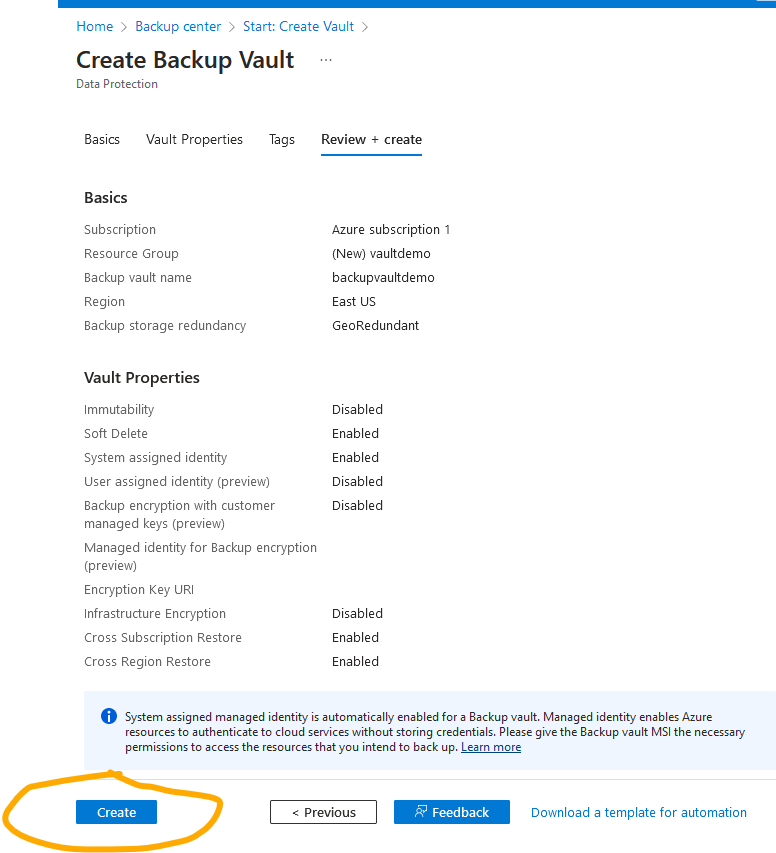 Home > Backup center > Start: Create Vault >
Create Backup Vault ...
Data Protection
Basics Vault Properties Tags Review + create
Basics
Subscription Azure subscription 1
Resource Group (New) vaultdemo
Backup vault name backupvaultdemo
Region East US
Backup storage redundancy GeoRedundant
Vault Properties
Immutability Disabled
Soft Delete Enabled
System assigned identity Enabled
User assigned identity (preview) Disabled
Backup encryption with customer Disabled
managed keys (preview)
Managed identity for Backup encryption
(preview)
Encryption Key URI
Infrastructure Encryption Disabled
Cross Subscription Restore Enabled
Cross Region Restore Enabled
System assigned managed identity is automatically enabled for a Backup vault. Managed identity enables Azure
resources to authenticate to cloud services without storing credentials. Please give the Backup vault MSI the necessary
permissions to access the resources that you intend to back up. Learn more
Create < Previous Feedback Download a template for automation